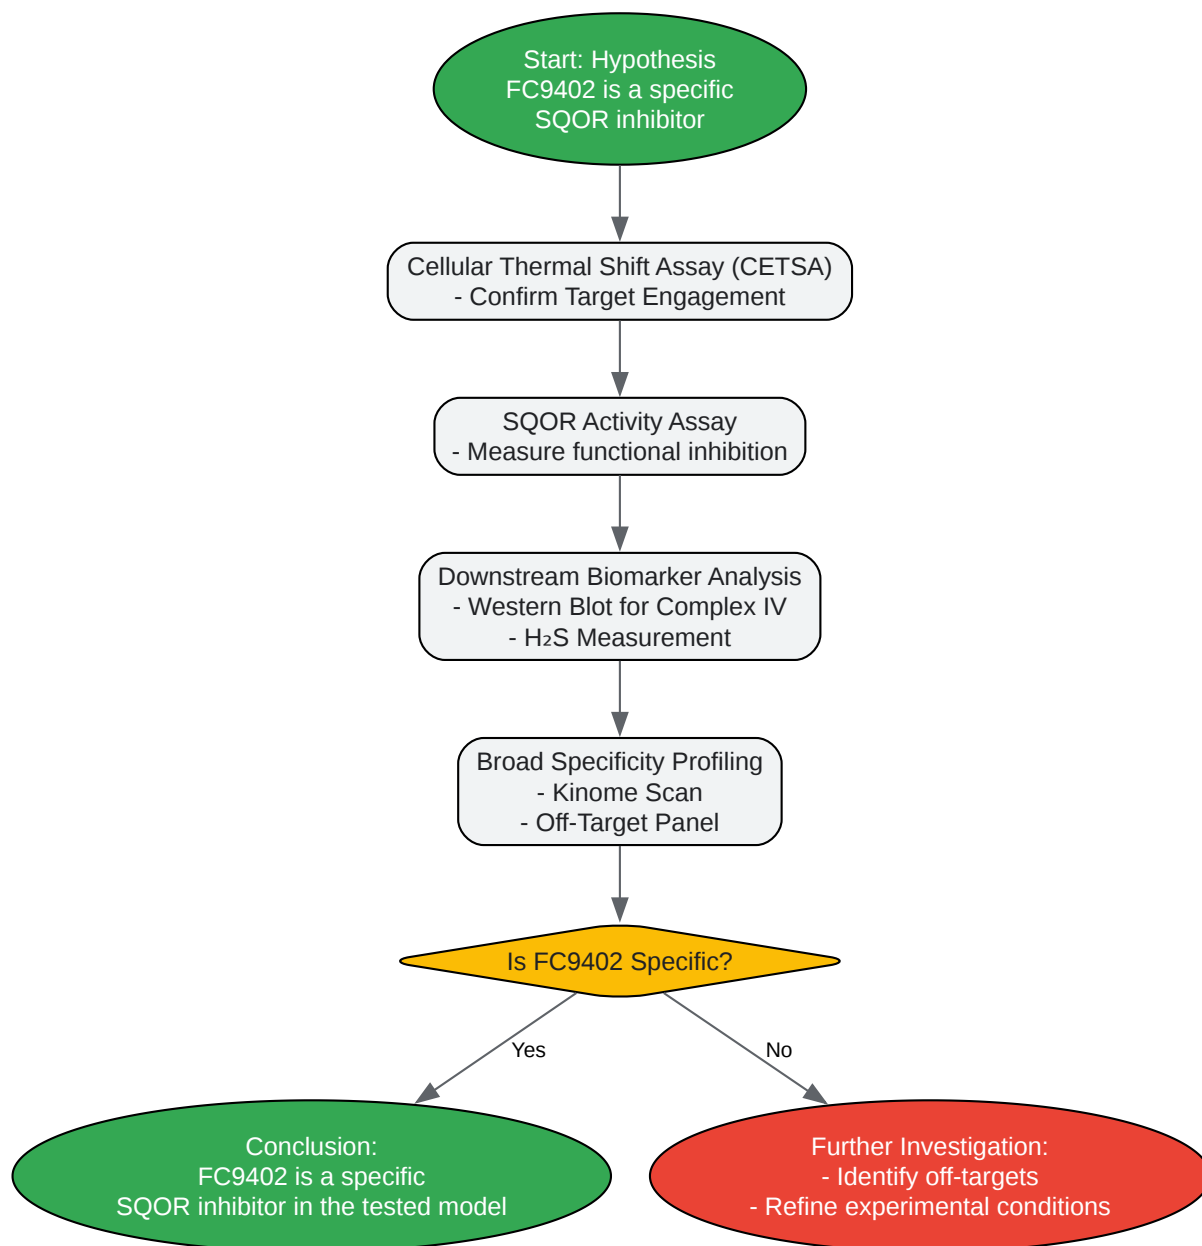 Start: Hypothesis
FC9402 is a specific
SQOR inhibitor
Cellular Thermal Shift Assay (CETSA)
- Confirm Target Engagement
SQOR Activity Assay
- Measure functional inhibition
Downstream Biomarker Analysis
- Western Blot for Complex IV
- H₂S Measurement
Broad Specificity Profiling
- Kinome Scan
- Off-Target Panel
Is FC9402 Specific?
Yes
No
Conclusion:
FC9402 is a specific
SQOR inhibitor in the tested model
Further Investigation:
- Identify off-targets
- Refine experimental conditions